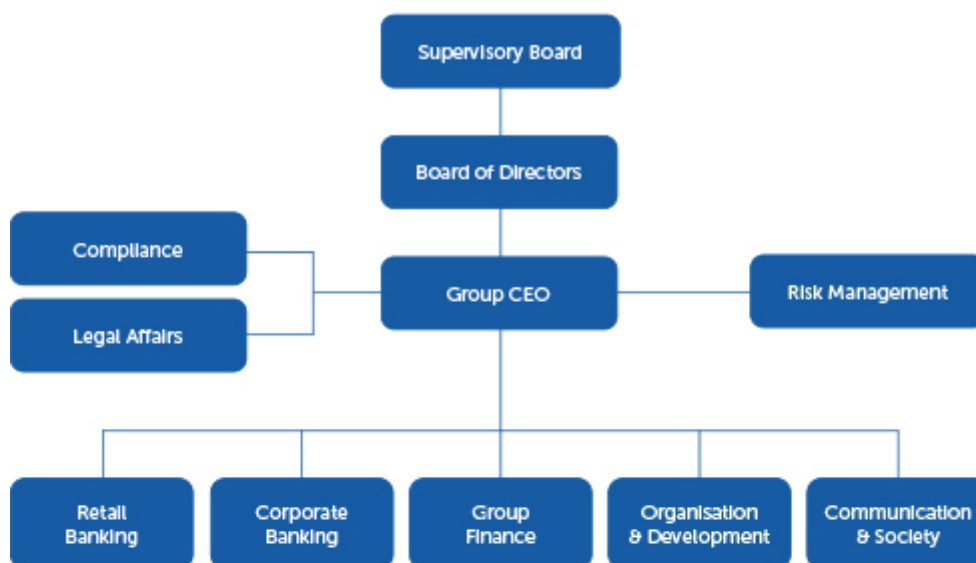 Supervisory Board
Board of Directors
Compliance
Group CEO
Risk Management
Legal Affairs
Retail
Banking
Corporate
Banking
Group
Finance
Organisation
& Development
Communication
& Society